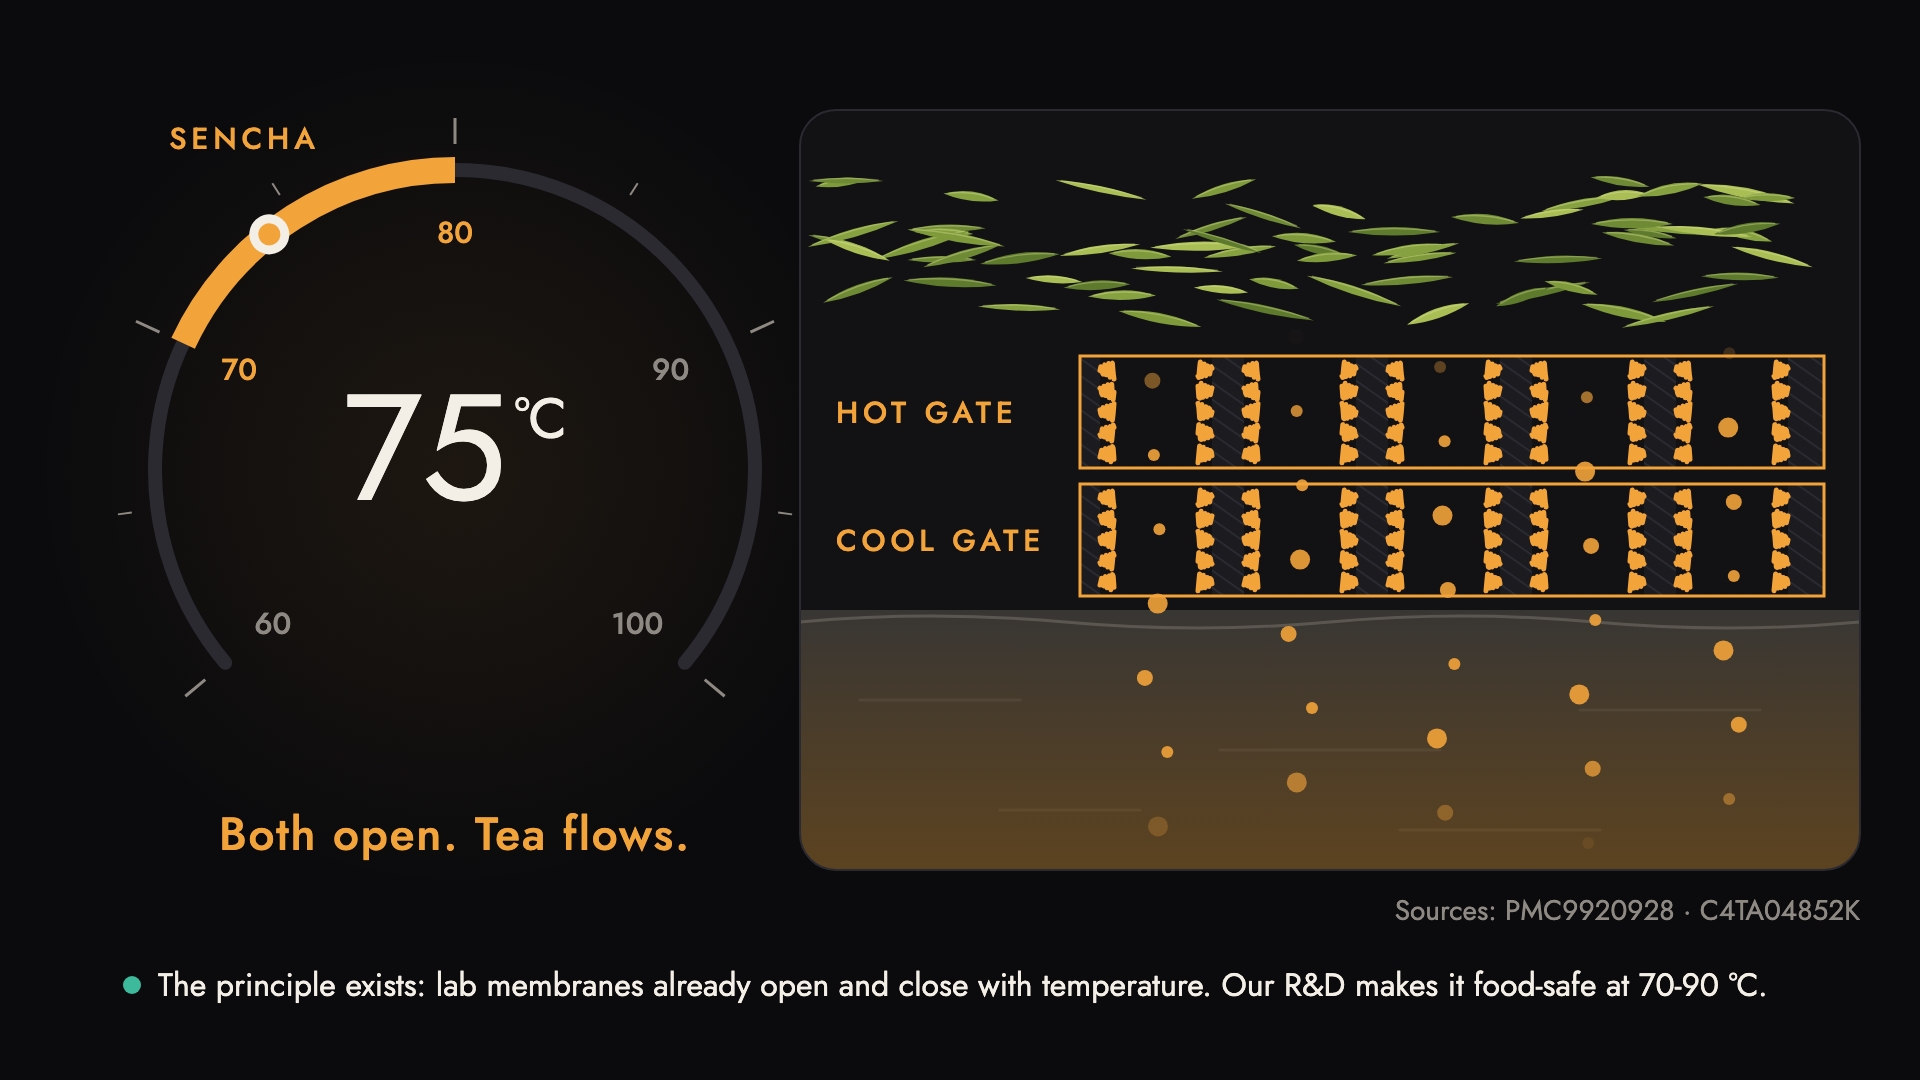 SENCHA
80
70
90
75°C
60
100
Both open. Tea flows.
HOT GATE
COOL GATE
Sources: PMC9920928 · C4TA04852K
The principle exists: lab membranes already open and close with temperature. Our R&D makes it food-safe at 70-90 °C.